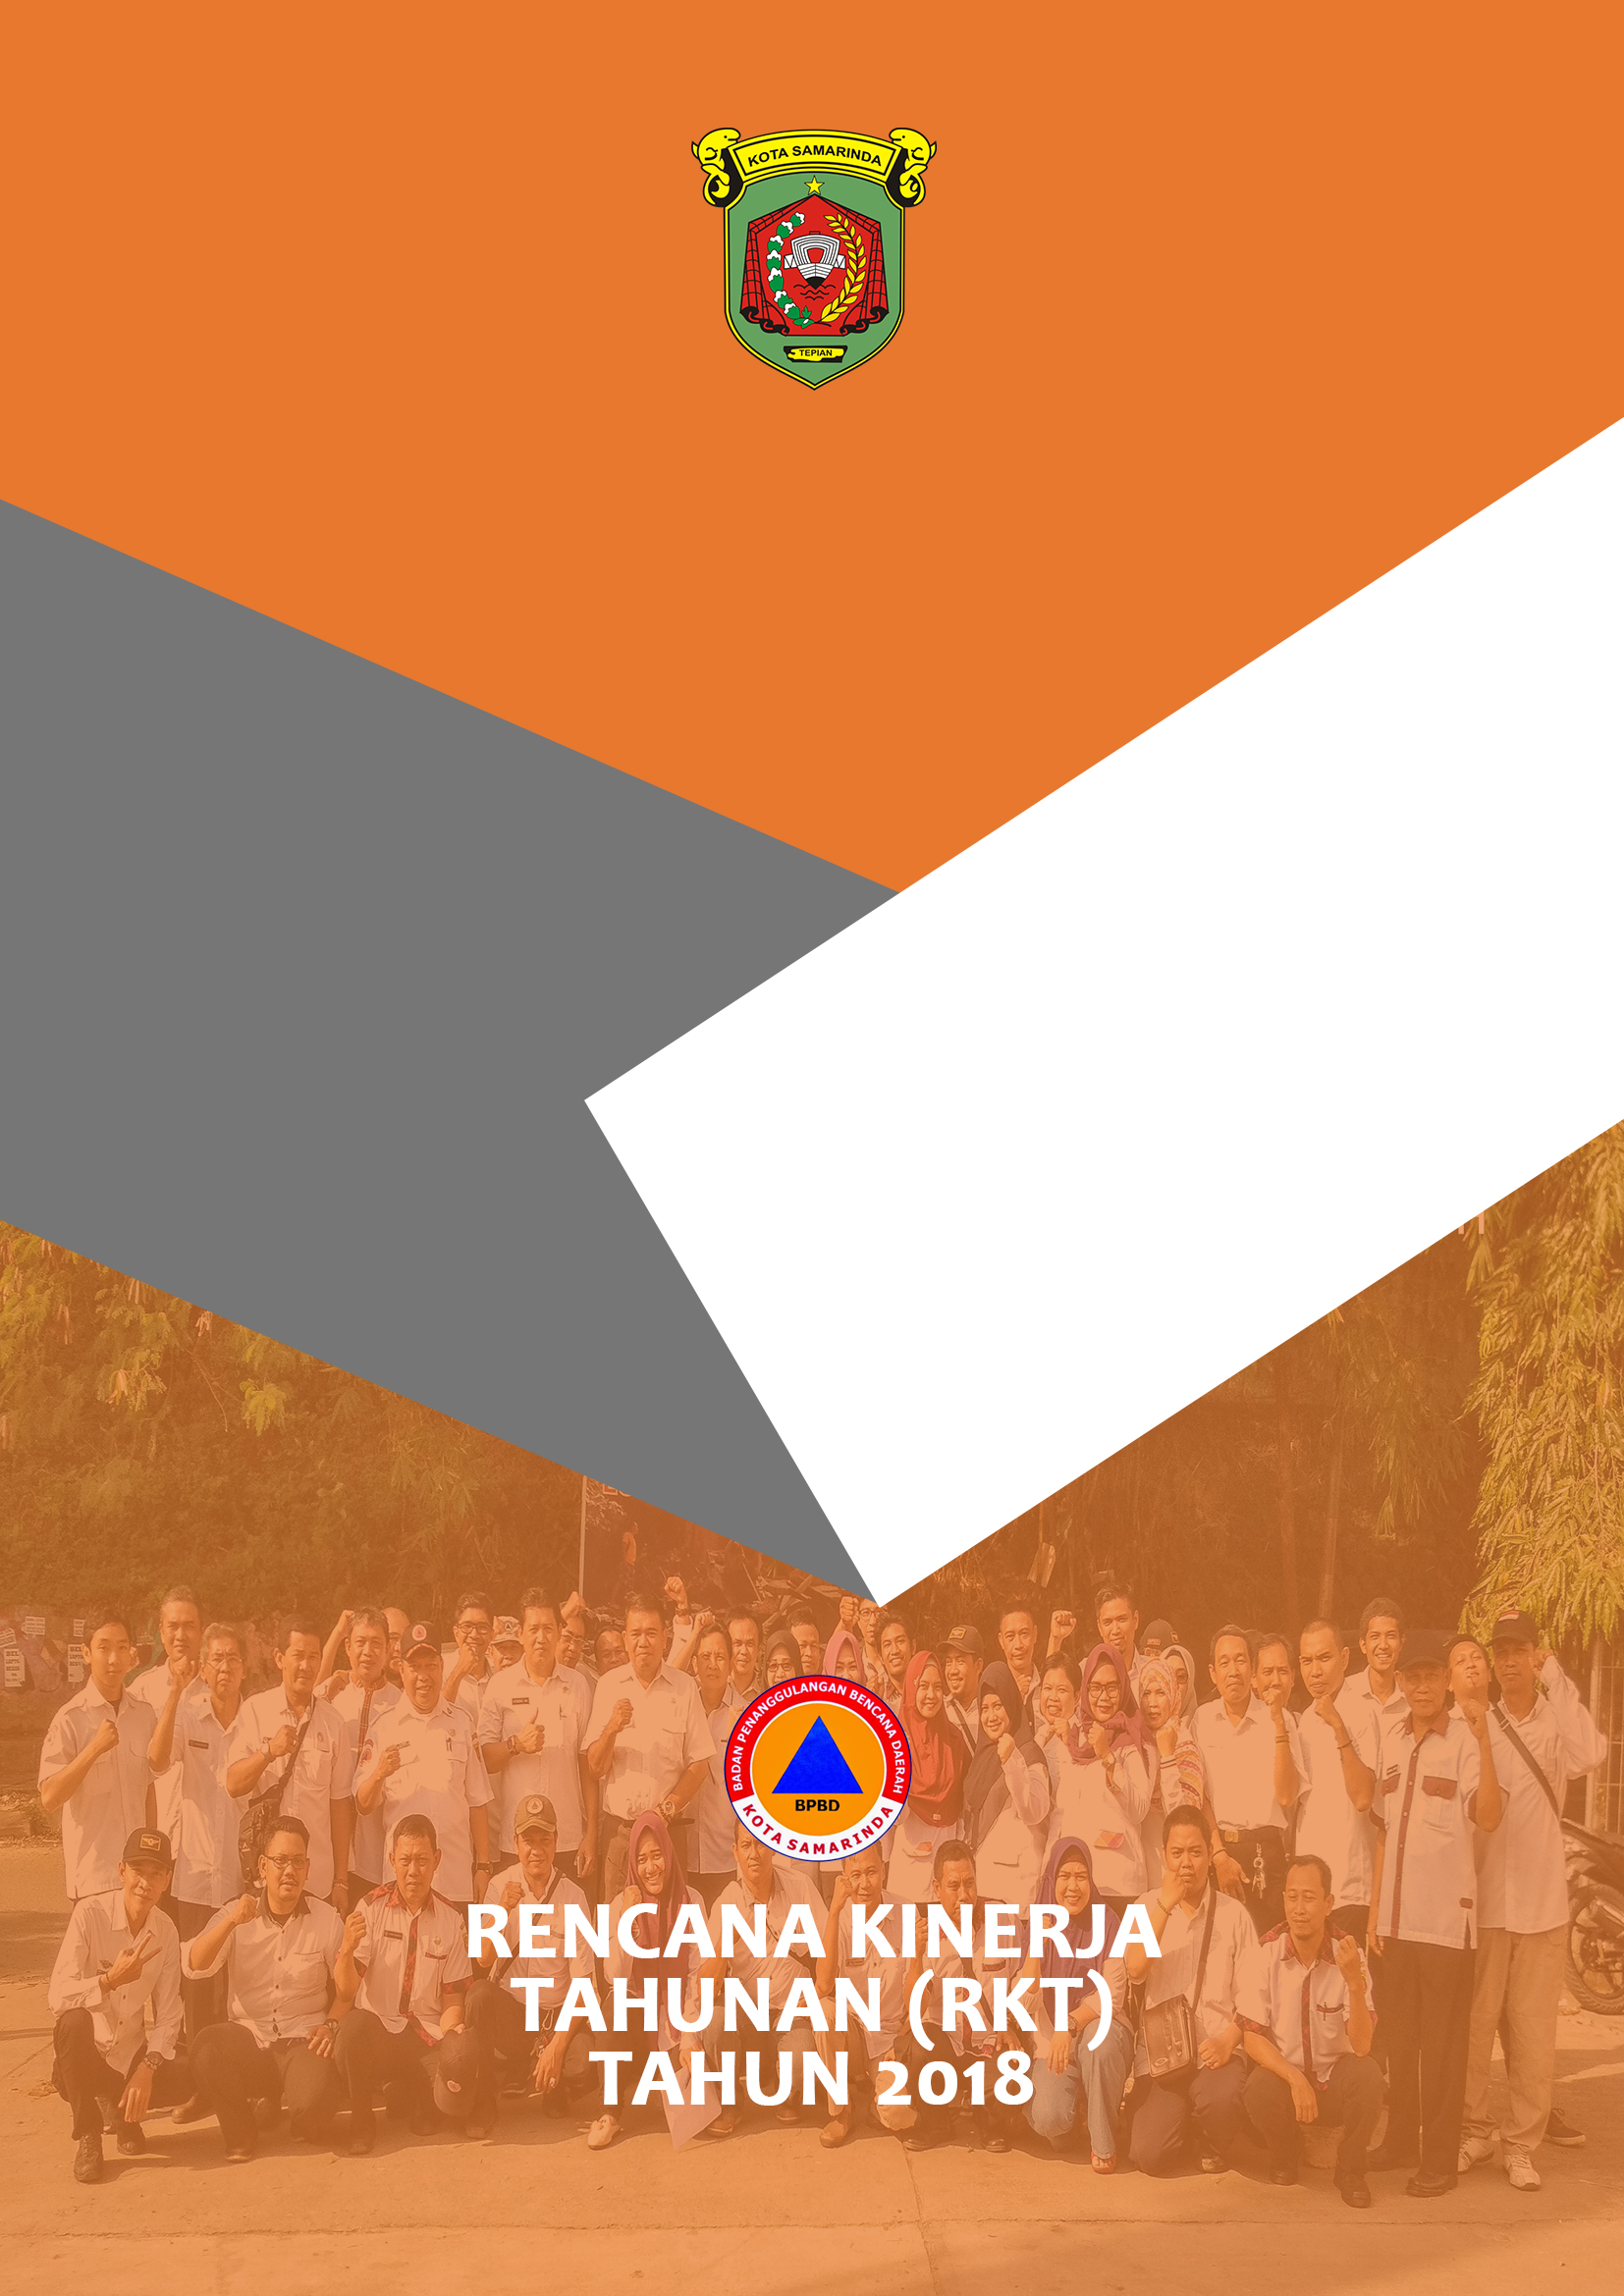 KOTA SAMARINDA
TEPIAN
BADAN PENANGGULANGAN BENCANA DAERAH
BPBD
KOTA SAMARINDA
RENCANA KINERJA
TAHUNAN (RKT)
TAHUN 2018